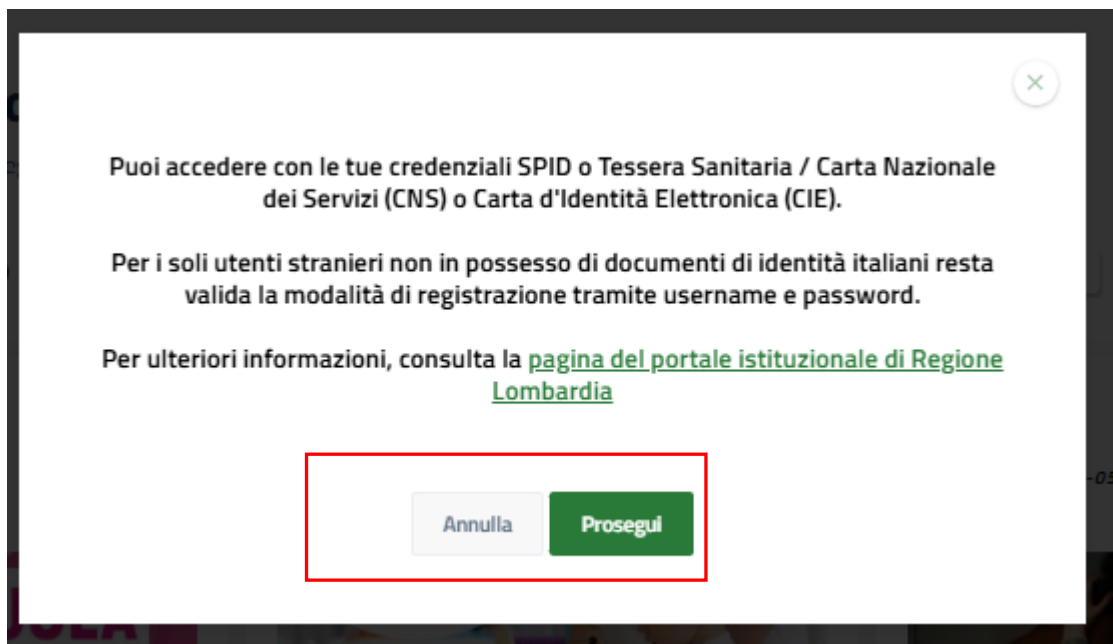 Puoi accedere con le tue credenziali SPID o Tessera Sanitaria / Carta Nazionale
dei Servizi (CNS) o Carta d'Identità Elettronica (CIE).
Per i soli utenti stranieri non in possesso di documenti di identità italiani resta
valida la modalità di registrazione tramite username e password.
Per ulteriori informazioni, consulta la pagina del portale istituzionale di Regione
Lombardia
Annulla Prosegui